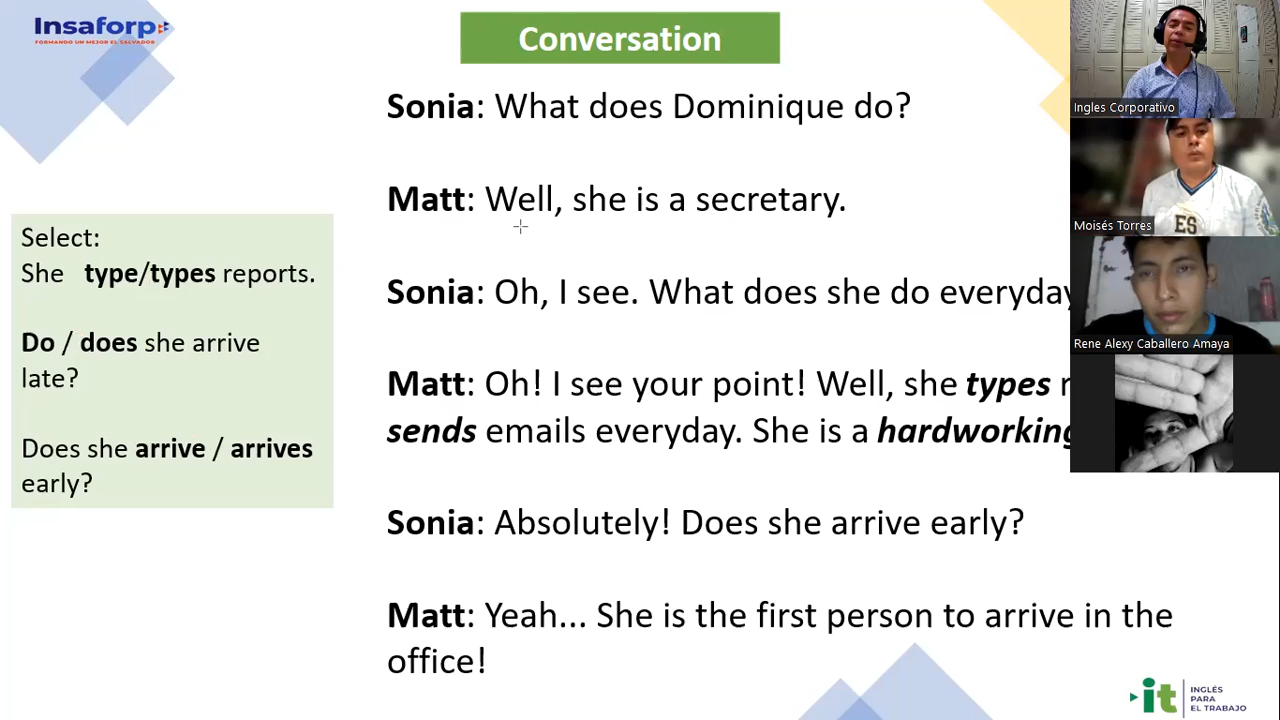 Insaforp
FORMANDO UN MEJOR EL SALVADOR
Conversation
Sonia: What does Dominique do?
Matt: Well, she is a secretary.
Sonia: Oh, I see. What does she do everyday
Matt: Oh! I see your point! Well, she types
sends emails everyday. She is a hardworking
Sonia: Absolutely! Does she arrive early?
Matt: Yeah... She is the first person to arrive in the
office!
Select:
She type/types reports.
Do / does she arrive
late?
Does she arrive / arrives
early?
Ingles Corporativo
Moisés Torres
ES
Rene Alexy Caballero Amaya
it
INGLÉS
PARA
EL TRABAJO